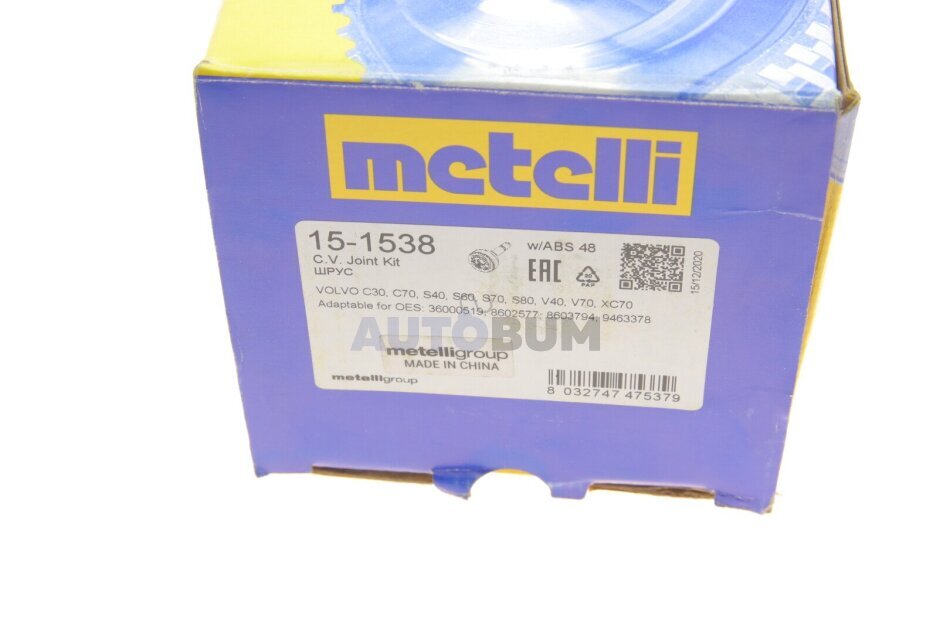 metelli
15-1538
C.V. Joint Kit
ШРУС
w/ABS 48
EAC
PAP
15/12/2020
VOLVO C30, C70, S40, S60, S70, S80, V40, V70, XC70
Adaptable for OES: 36000519, 8602577, 8603794, 9463378
AUTOBUM
metelligroup
MADE IN CHINA
metelligroup
8 032747 475379